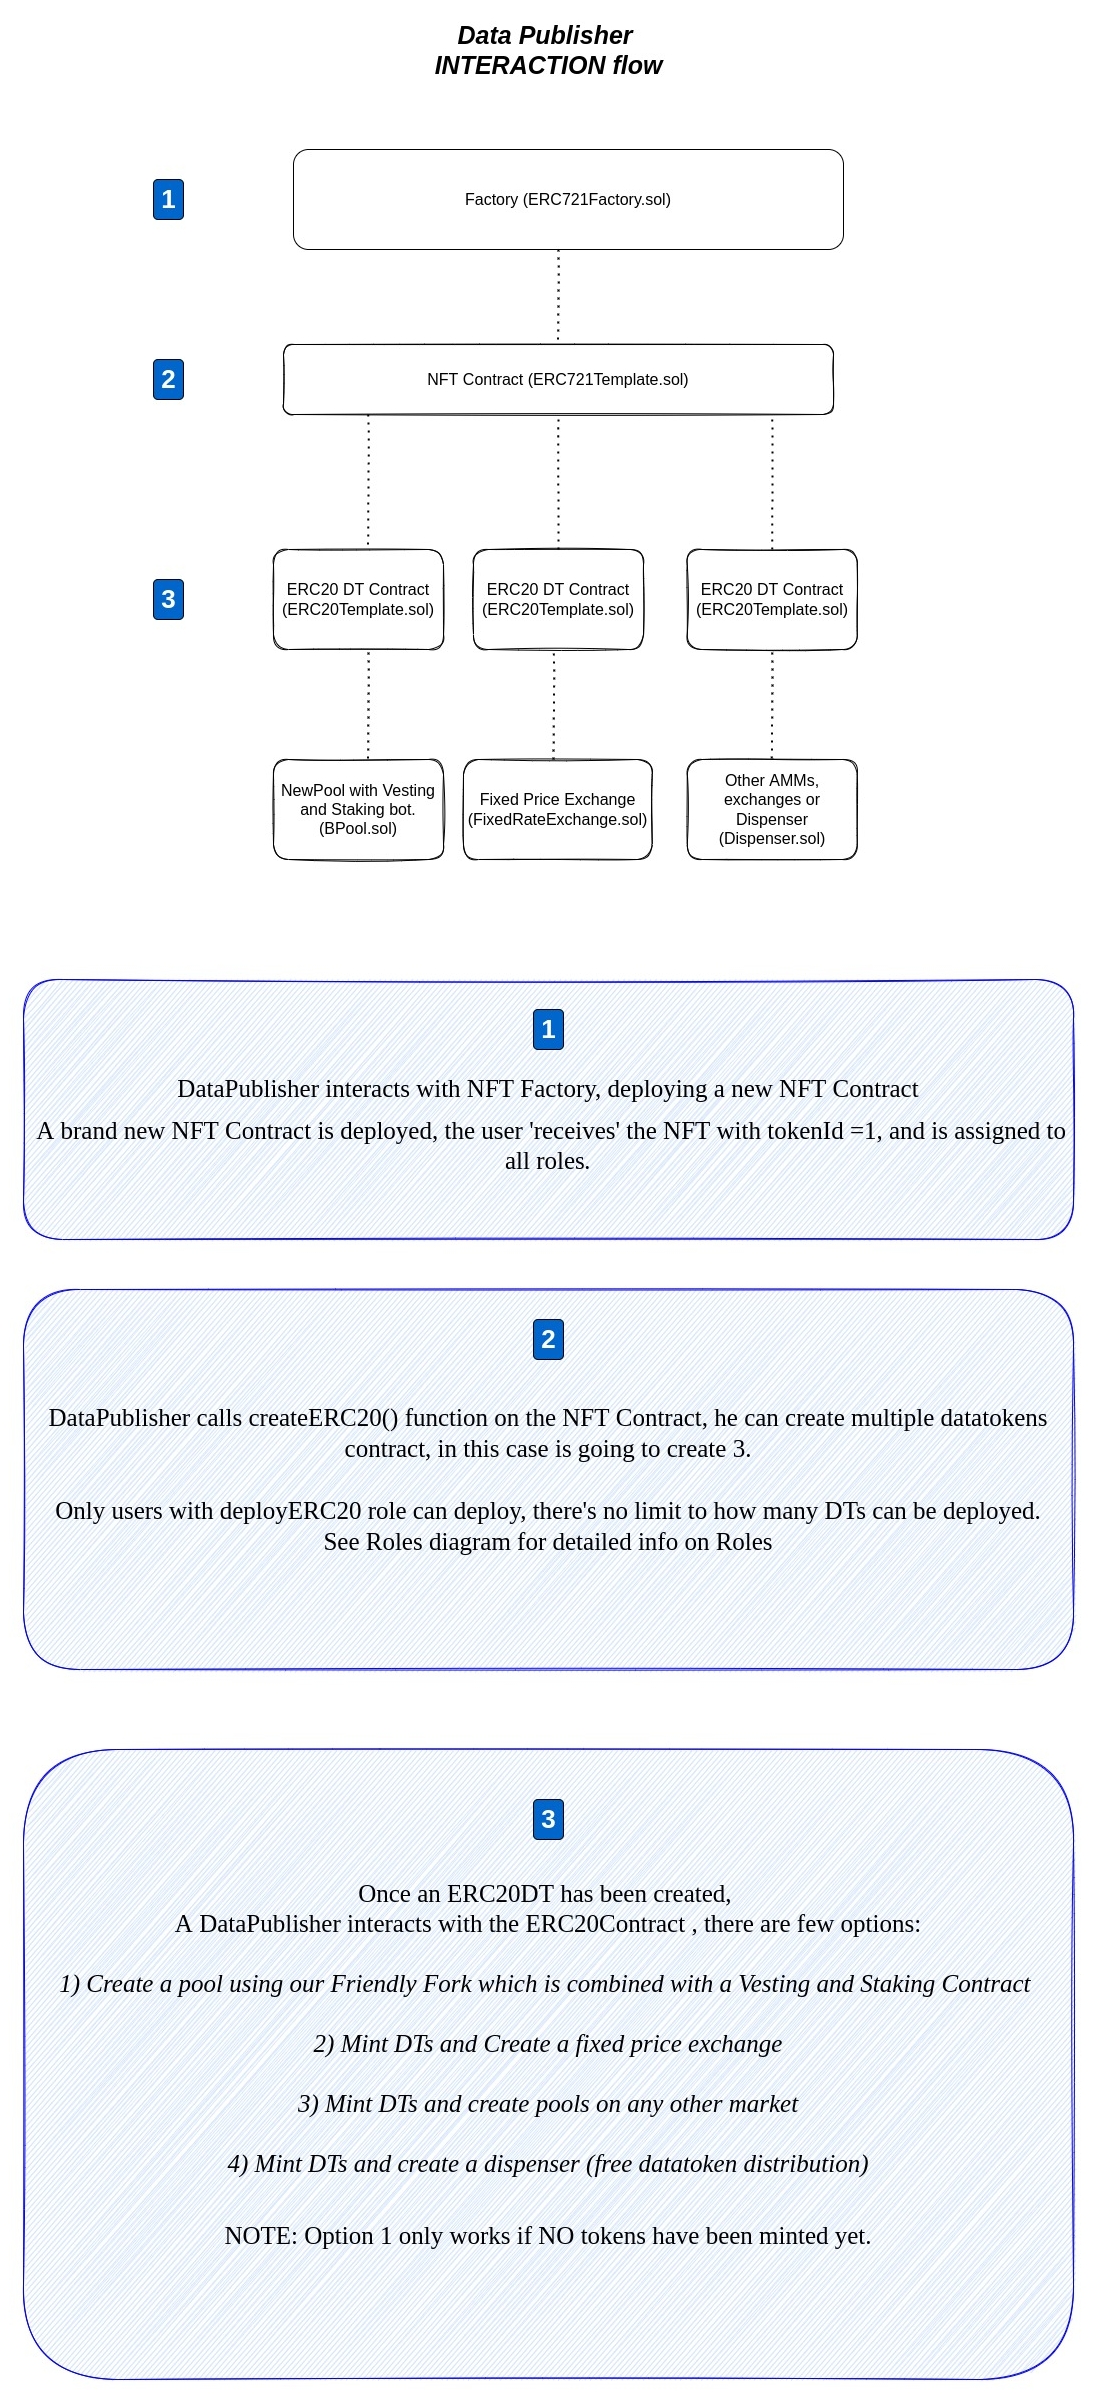 Data Publisher
INTERACTION flow
1
Factory (ERC721Factory.sol)
2
NFT Contract (ERC721Template.sol)
3
ERC20 DT Contract
(ERC20Template.sol)
ERC20 DT Contract
(ERC20Template.sol)
ERC20 DT Contract
(ERC20Template.sol)
NewPool with Vesting
and Staking bot.
(BPool.sol)
Fixed Price Exchange
(FixedRateExchange.sol)
Other AMMs,
exchanges or
Dispenser
(Dispenser.sol)
1
DataPublisher interacts with NFT Factory, deploying a new NFT Contract
A brand new NFT Contract is deployed, the user 'receives' the NFT with tokenId =1, and is assigned to
all roles.
2
DataPublisher calls createERC20() function on the NFT Contract, he can create multiple datatokens
contract, in this case is going to create 3.
Only users with deployERC20 role can deploy, there's no limit to how many DTs can be deployed.
See Roles diagram for detailed info on Roles
3
Once an ERC20DT has been created,
A DataPublisher interacts with the ERC20Contract , there are few options:
1) Create a pool using our Friendly Fork which is combined with a Vesting and Staking Contract
2) Mint DTs and Create a fixed price exchange
3) Mint DTs and create pools on any other market
4) Mint DTs and create a dispenser (free datatoken distribution)
NOTE: Option 1 only works if NO tokens have been minted yet.